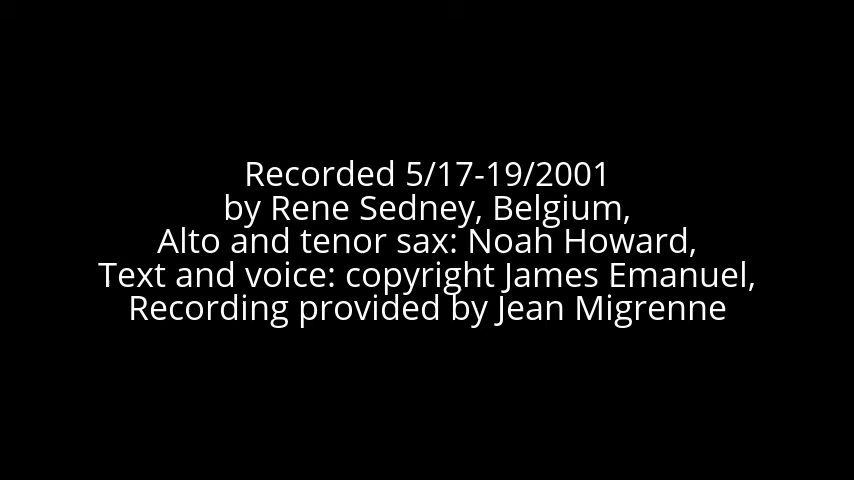 Recorded 5/17-19/2001
by Rene Sedney, Belgium,
Alto and tenor sax: Noah Howard,
Text and voice: copyright James Emanuel,
Recording provided by Jean Migrenne